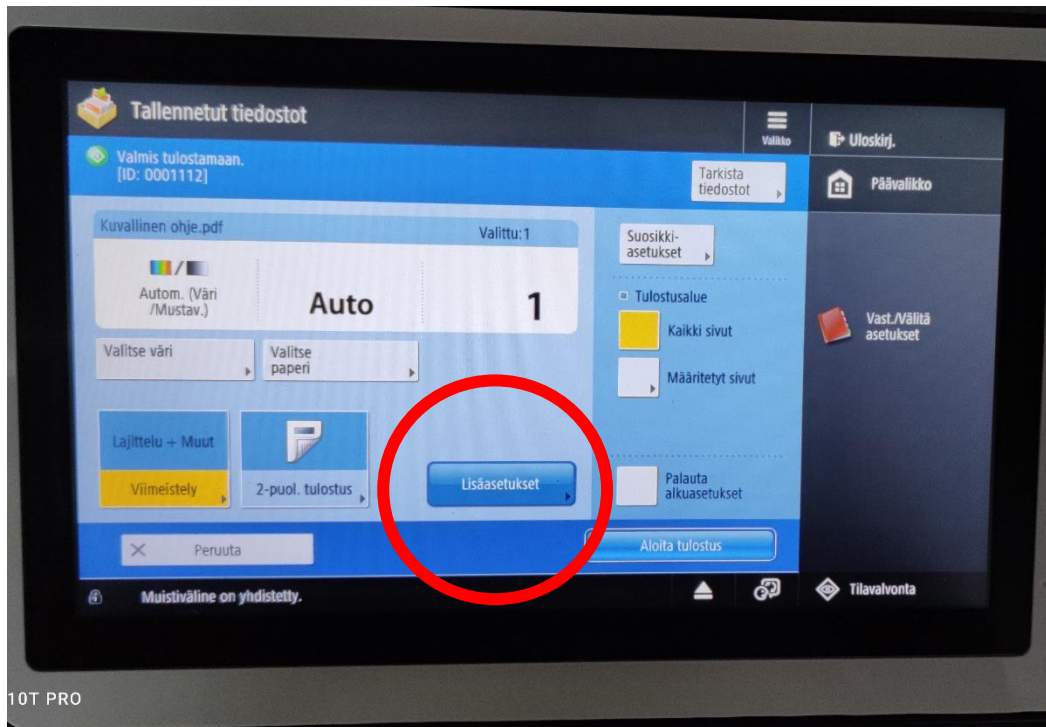 Tallennetut tiedostot
Valikko
Uloskirj.
Valmis tulostamaan.
[ID: 0001112]
Tarkista
tiedostot
Päävalikko
Kuvallinen ohje.pdf
Valittu:1
Suosikki-
asetukset
Autom. (Väri
/Mustav.)
Auto
1
Tulostusalue
Kaikki sivut
Vast./Välitä
asetukset
Valitse väri
Valitse
paperi
Määritetyt sivut
Lajittelu + Muut
Viimeistely
2-puol. tulostus
Lisäasetukset
Palauta
alkuasetukset
Peruuta
Aloita tulostus
Muistiväline on yhdistetty.
Tilavalvonta
10T PRO